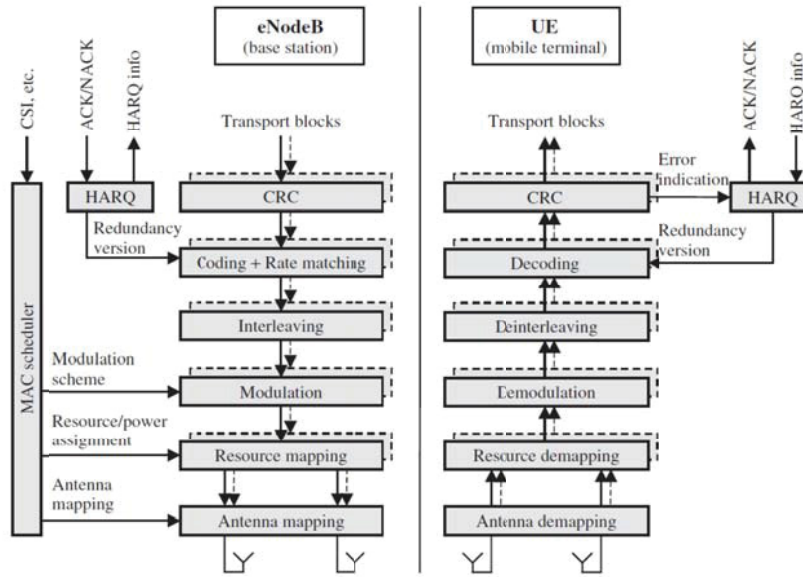 eNodeB
(base station)
UE
(mobile terminal)
CSI, etc.
ACK/NACK
HARQ info
Transport blocks
Transport blocks
ACK/NACK
HARQ info
Error
indication
HARQ
CRC
CRC
HARQ
Redundancy
version
Redundancy
version
Coding + Rate matching
Decoding
Interleaving
Deinterleaving
MAC scheduler
Modulation
scheme
Modulation
Demodulation
Resource/power
assignment
Resource mapping
Resource demapping
Antenna
mapping
Antenna mapping
Antenna demapping